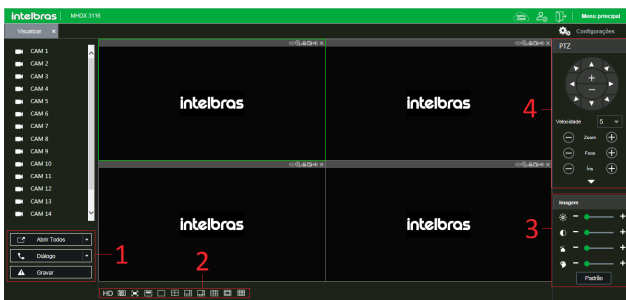 intelbras MHDX 3116 Menu principal
Visualizar × Configurações
CAM 1
CAM 2
CAM 3
CAM 4
CAM 5
CAM 6
CAM 7
CAM 8
CAM 9
CAM 10
CAM 11
CAM 12
CAM 13
CAM 14
Abrir Todos
Diálogo
Gravar
1
intelbras
intelbras
intelbras
intelbras
2
HD
PTZ
4
Velocidade 5
Zoom
Foco
Íris
Imagem
3
Padrão